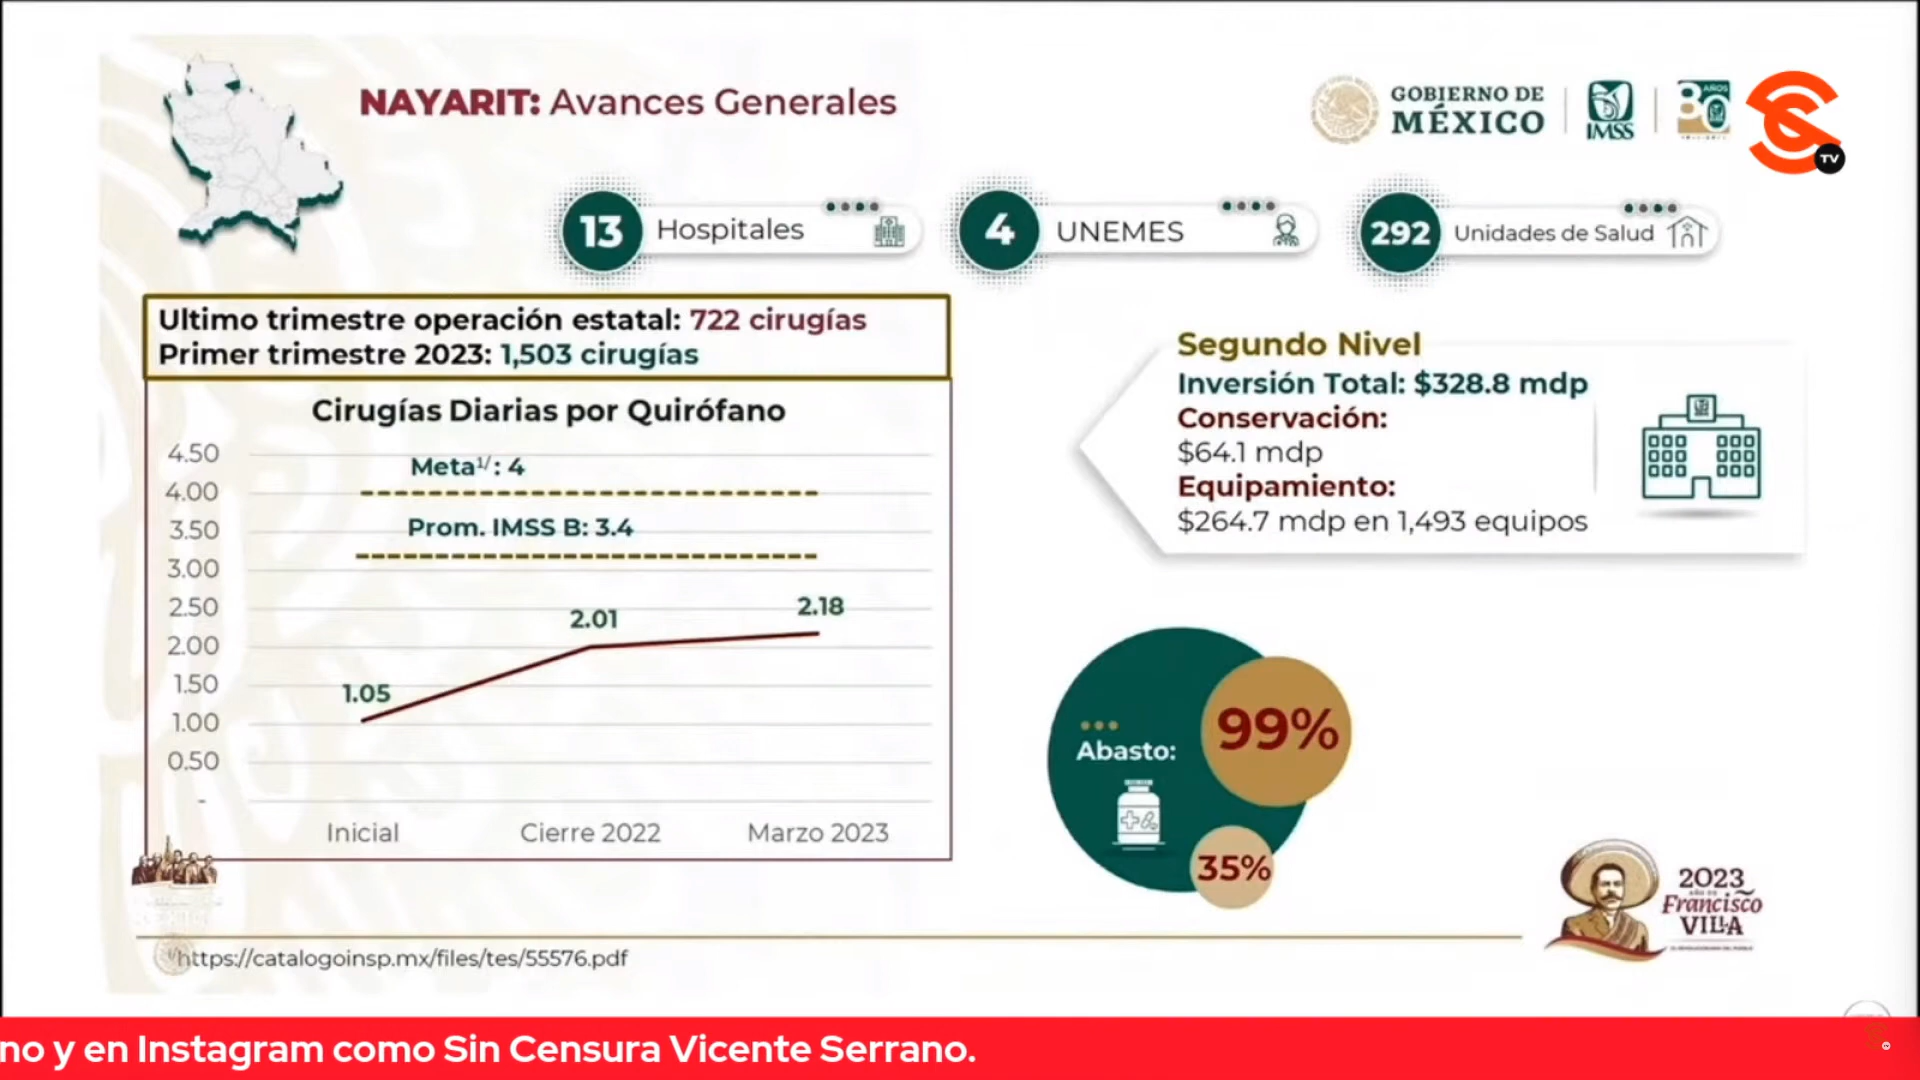 NAYARIT: Avances Generales
GOBIERNO DE
MÉXICO
IMSS
AÑOS
80
TV
13 Hospitales
4 UNEMES
292 Unidades de Salud
Ultimo trimestre operación estatal: 722 cirugías
Primer trimestre 2023: 1,503 cirugías
Cirugías Diarias por Quirófano
4.50
Meta1/: 4
4.00
3.50
Prom. IMSS B: 3.4
3.00
2.50
2.00
1.50
1.00
0.50
-
1.05
2.01
2.18
Inicial
Cierre 2022
Marzo 2023
Segundo Nivel
Inversión Total: $328.8 mdp
Conservación:
$64.1 mdp
Equipamiento:
$264.7 mdp en 1,493 equipos
Abasto:
99%
35%
2023
AÑO DE
Francisco
VILLA
https://catalogoinsp.mx/files/tes/55576.pdf
no y en Instagram como Sin Censura Vicente Serrano.